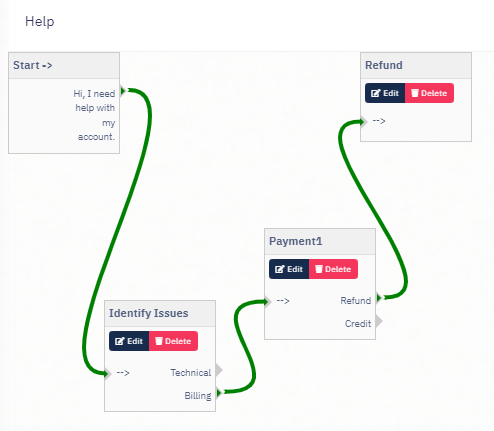 Help
Start ->
Hi, I need
help with
my
account.
Refund
Edit Delete
-->
Payment1
Edit Delete
--> Refund
Credit
Identify Issues
Edit Delete
--> Technical
Billing